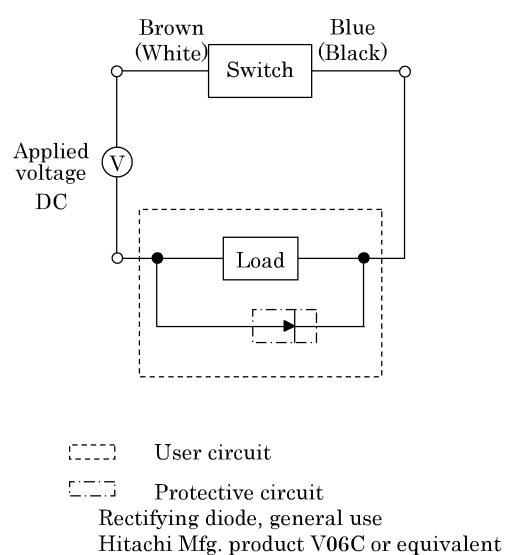 Brown
(White)
Blue
(Black)
Switch
Applied
voltage
DC
V
Load
User circuit
Protective circuit
Rectifying diode, general use
Hitachi Mfg. product V06C or equivalent